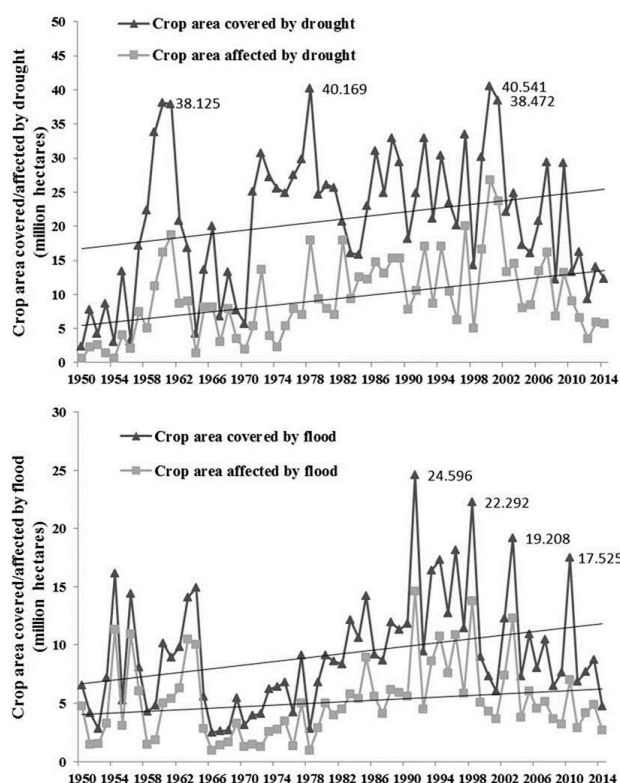 Crop area covered/affected by drought
(million hectares)
50
45
40
35
30
25
20
15
10
5
0
Crop area covered by drought
Crop area affected by drought
38.125
40.169
40.541
38.472
1950 1954 1958 1962 1966 1970 1974 1978 1982 1986 1990 1994 1998 2002 2006 2010 2014
Crop area covered/affected by flood
(million hectares)
30
25
20
15
10
5
0
Crop area covered by flood
Crop area affected by flood
24.596
22.292
19.208
17.525
1950 1954 1958 1962 1966 1970 1974 1978 1982 1986 1990 1994 1998 2002 2006 2010 2014